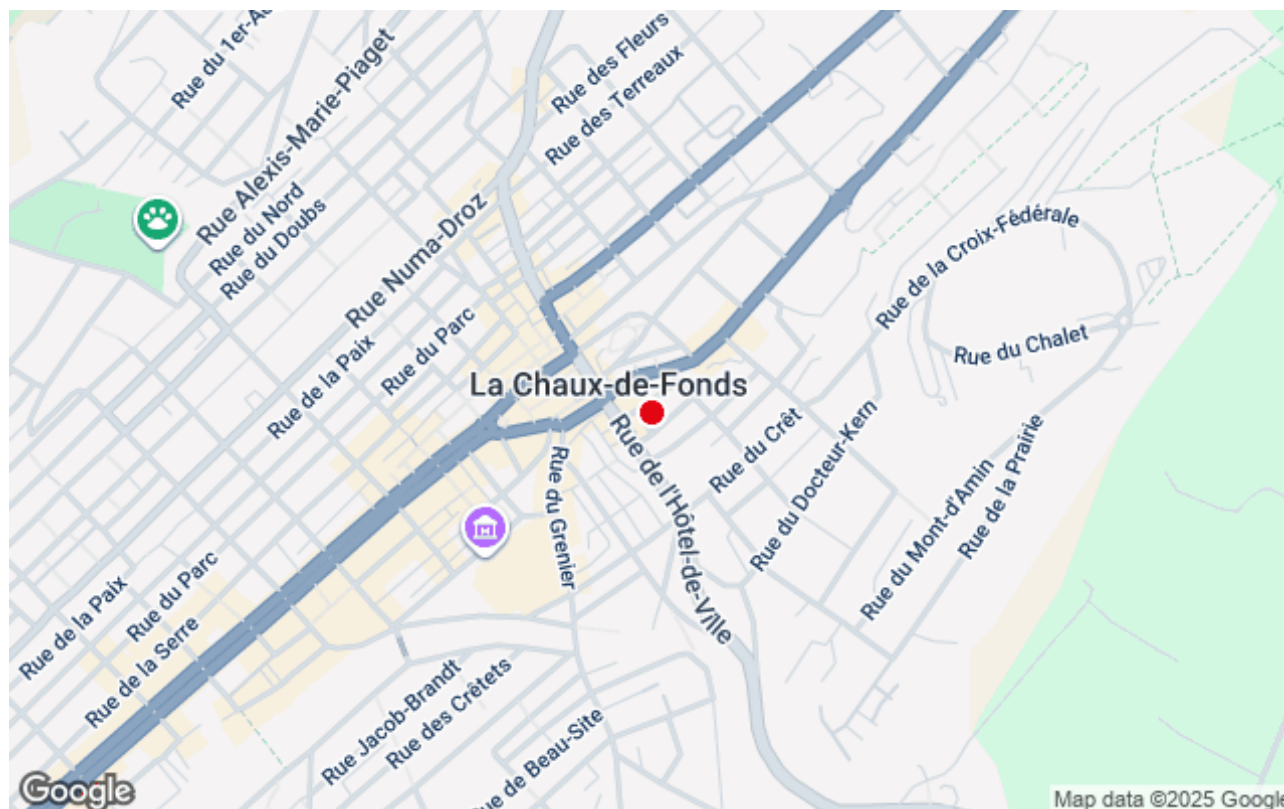 Rue du 1er-Ao
Rue Alexis-Marie-Piaget
Rue des Fleurs
Rue des Terreaux
Rue du Nord
Rue du Doubs
Rue Numa-Droz
Rue de la Croix-Fédérale
Rue du Parc
Rue de la Paix
Rue du Chalet
La Chaux-de-Fonds
Rue du Crêt
Rue du Docteur-Kern
Rue de l'Hôtel-de-Ville
Rue du Grenier
Rue du Mont-d'Amin
Rue de la Prairie
Rue de la Paix
Rue du Parc
Rue de la Serre
Rue Jacob-Brandt
Rue des Crêtets
Rue de Beau-Site
Google
Map data ©2025 Google